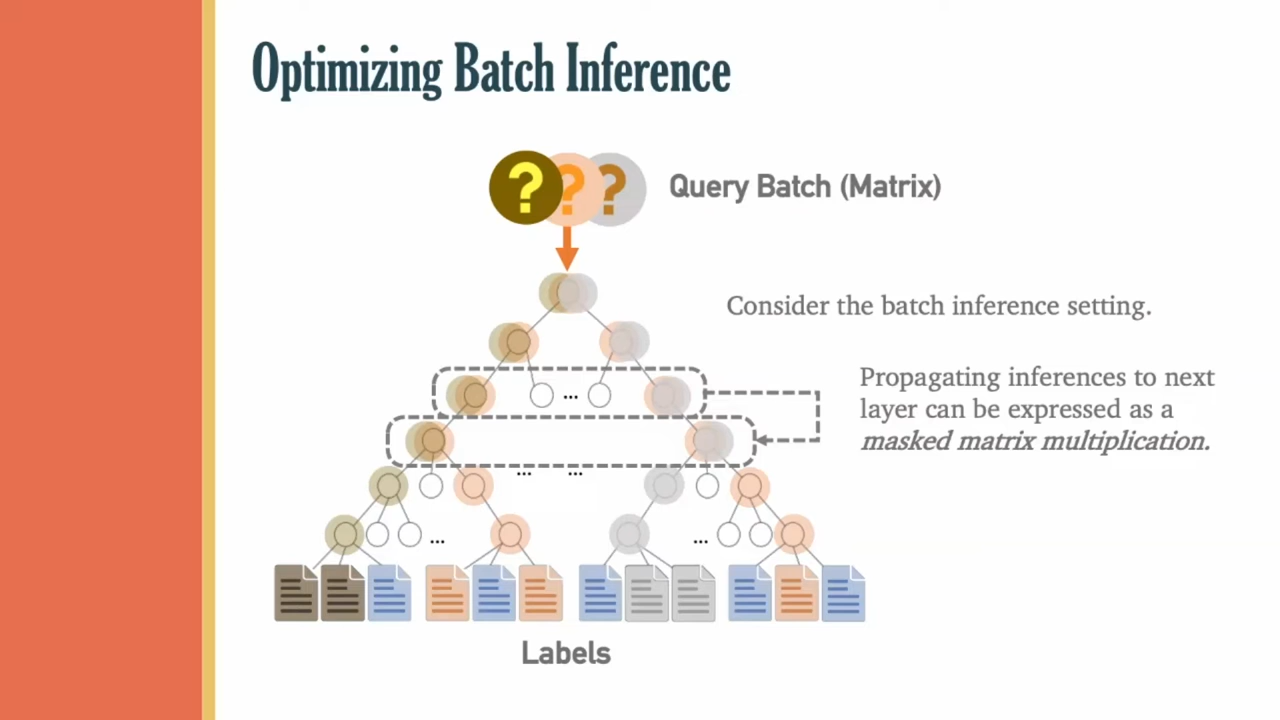 Optimizing Batch Inference
? ? ?
Query Batch (Matrix)
Consider the batch inference setting.
Propagating inferences to next
layer can be expressed as a
masked matrix multiplication.
...
... ...
... ...
Labels